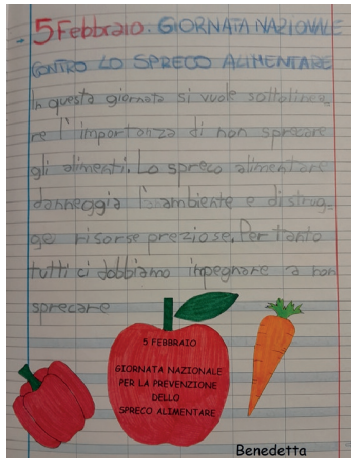 5 Febbraio. GIORNATA NAZIONALE
CONTRO LO SPRECO ALIMENTARE
In questa giornata si vuole sottolinea
re l'importanza di non sprecare
gli alimenti. Lo spreco alimentare
danneggia l'ambiente e distrug-
ge risorse preziose. Per tanto
tutti ci dobbiamo impegnare a non
sprecare
5 FEBBRAIO
GIORNATA NAZIONALE
PER LA PREVENZIONE
DELLO
SPRECO ALIMENTARE
Benedetta